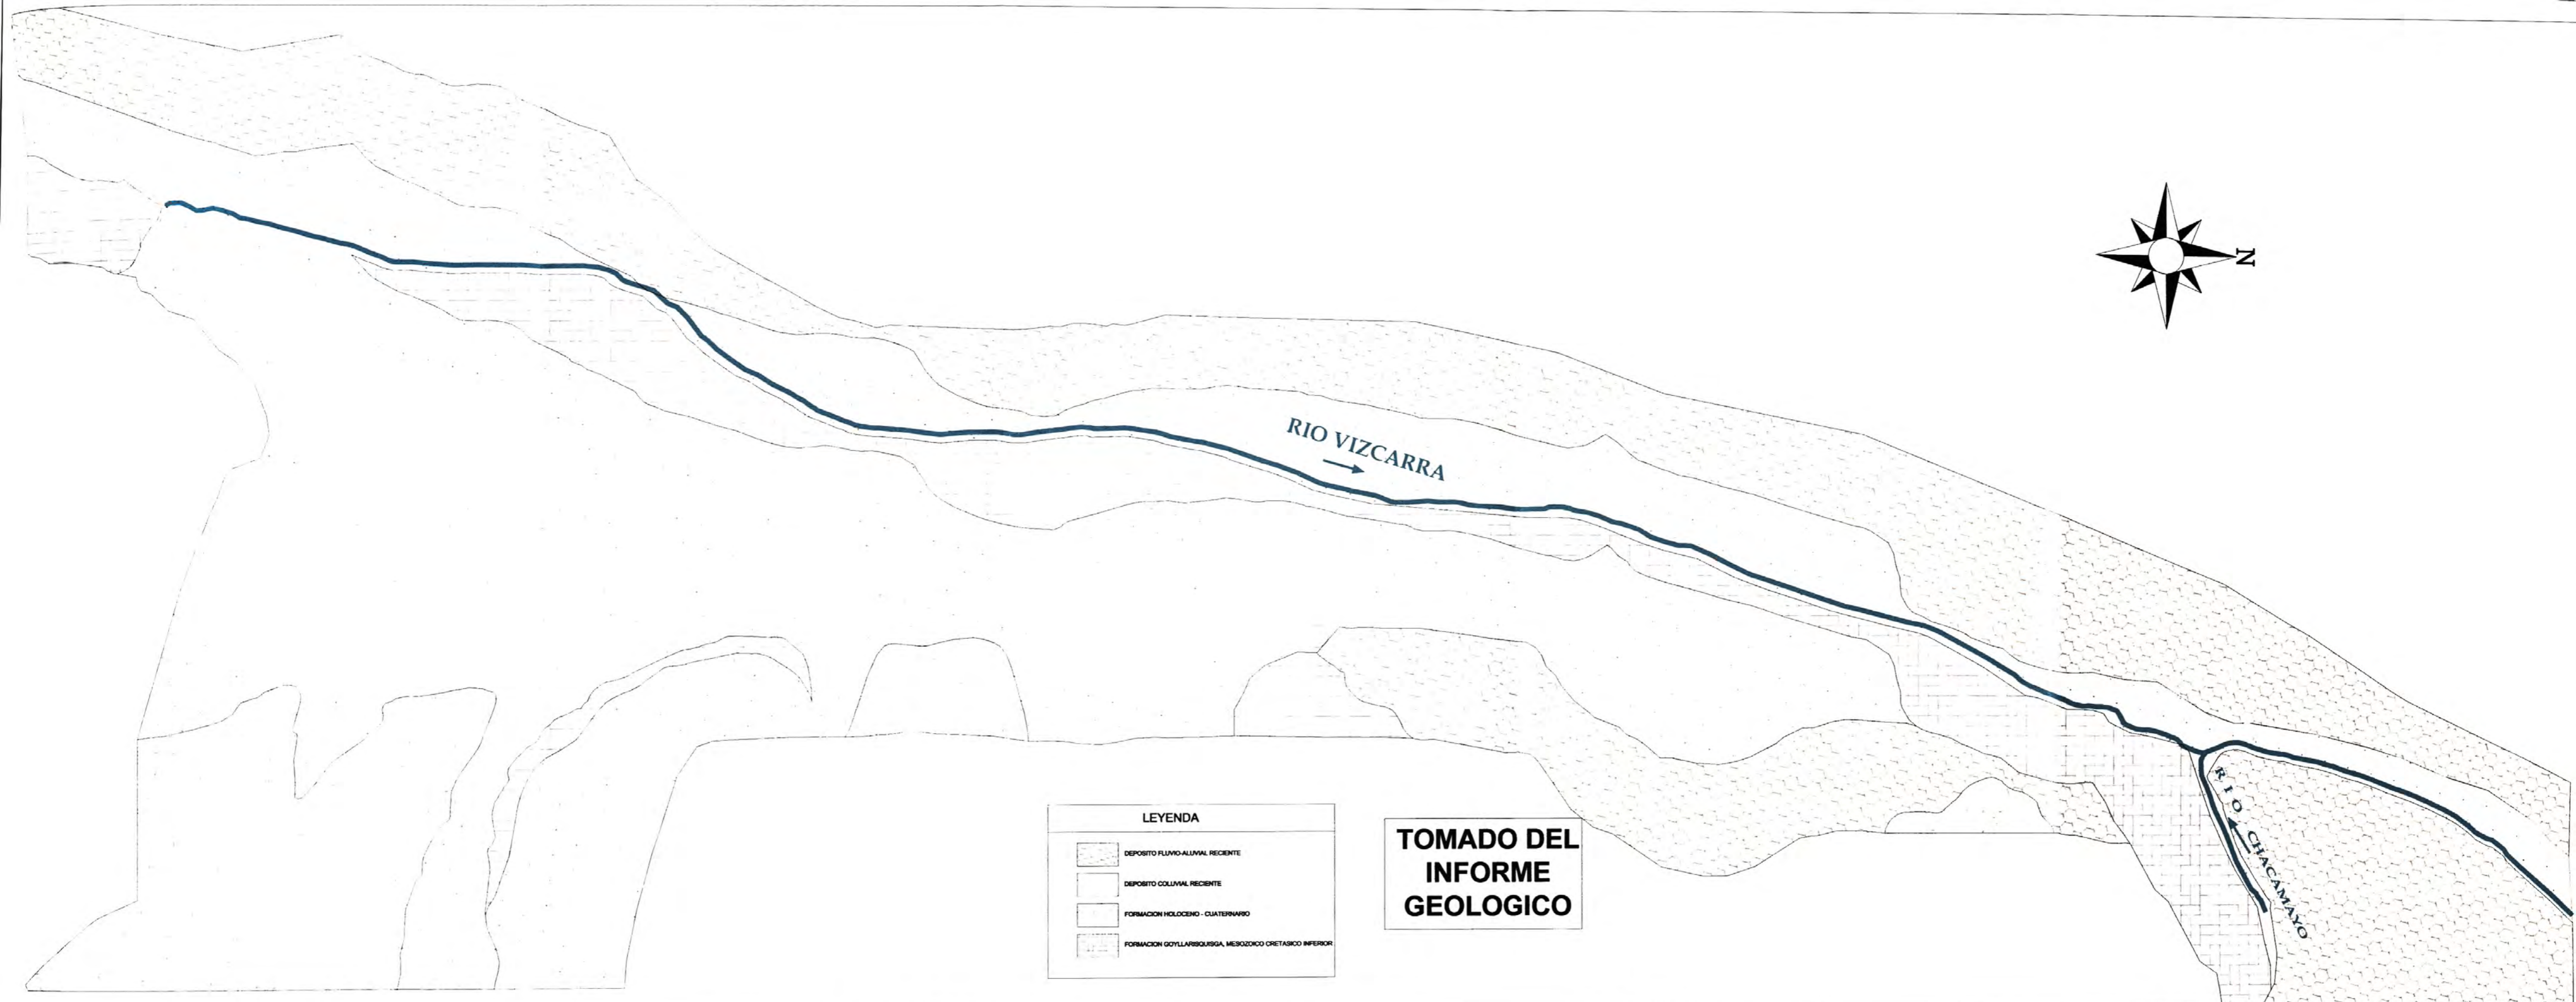 N
RIO VIZCARRA
RIO CHACAMAYO
LEYENDA
DEPOSITO FLUVIO-ALUVIAL RECIENTE
DEPOSITO COLUVIAL RECIENTE
FORMACION HOLOCENO - CUATERNARIO
FORMACION GOYLLARISQUISGA, MESOZOICO CRETASICO INFERIOR
TOMADO DEL
INFORME
GEOLOGICO